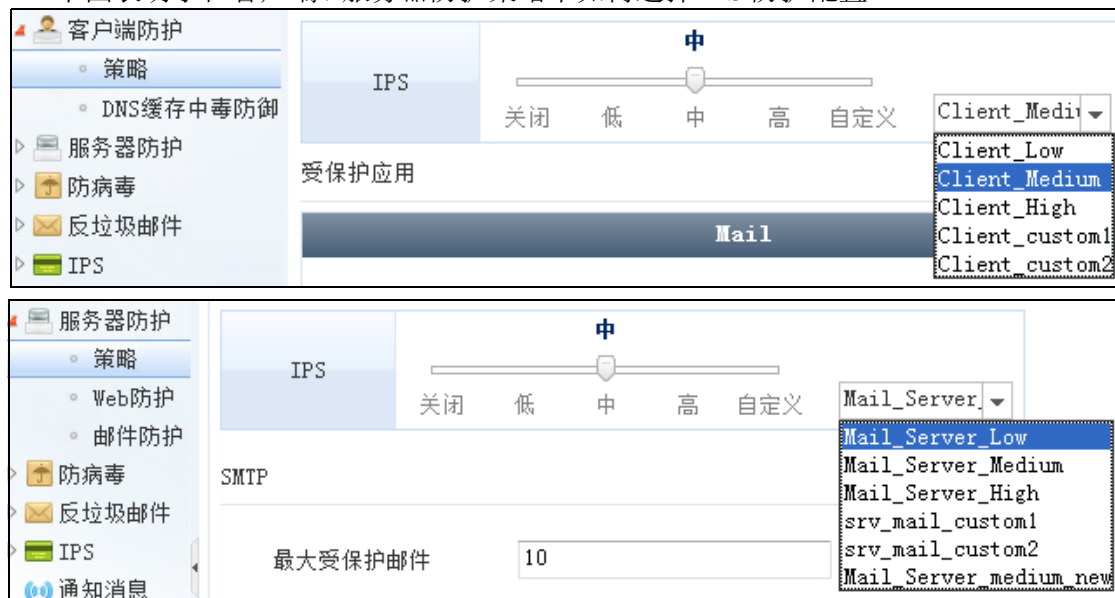 客户端防护
策略
DNS缓存中毒防御
服务器防护
防病毒
反垃圾邮件
IPS
中
IPS
关闭 低 中 高 自定义
Client_Mediu
Client_Low
Client_Medium
Client_High
Client_custom1
Client_custom2
受保护应用
Mail
服务器防护
策略
Web防护
邮件防护
防病毒
反垃圾邮件
IPS
通知消息
中
IPS
关闭 低 中 高 自定义
Mail_Server_
Mail_Server_Low
Mail_Server_Medium
Mail_Server_High
srv_mail_custom1
srv_mail_custom2
Mail_Server_medium_new
SMTP
最大受保护邮件 10